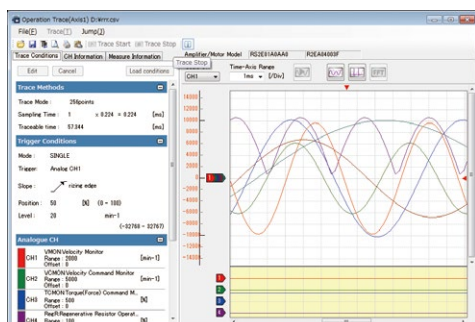 Operation Trace(Axis1) D:¥rrr.csv
File(F) Trace(T) Jump(J)
Trace Start Trace Stop
Trace Conditions CH Information Measure Information
Amplifier/Motor Model RS2E01A0AA0 R2EA04003F
Trace Stop
Edit Cancel Load conditions
Time-Axis Range
CH1 1ms [/Div]
FFT
Trace Methods
Trace Mode : 256points
Sampling Time : 1 x 0.224 = 0.224 [ms]
Traceable time : 57.344 [ms]
Trigger Conditions
Mode : SINGLE
Trigger: Analog CH1
Slope : rising edge
Position : 50 [%] (0 - 100)
Level : 20 min-1
(-32768 - 32767)
Analogue CH
CH1 VMON:Velocity Monitor
Range : 2000 [min-1]
Offset : 0
CH2 VCMON:Velocity Command Monitor
Range : 5000 [min-1]
Offset : 0
CH3 TCMON:Torque(Force) Command M..
Range : 500 [%]
Offset : 0
CH4 RegR:Regenerative Resistor Operat..
Range : 100
14000
12000
10000
8000
6000
4000
2000
0
-2000
-4000
-6000
-8000
-10000
-12000
-14000
1
2
3
4